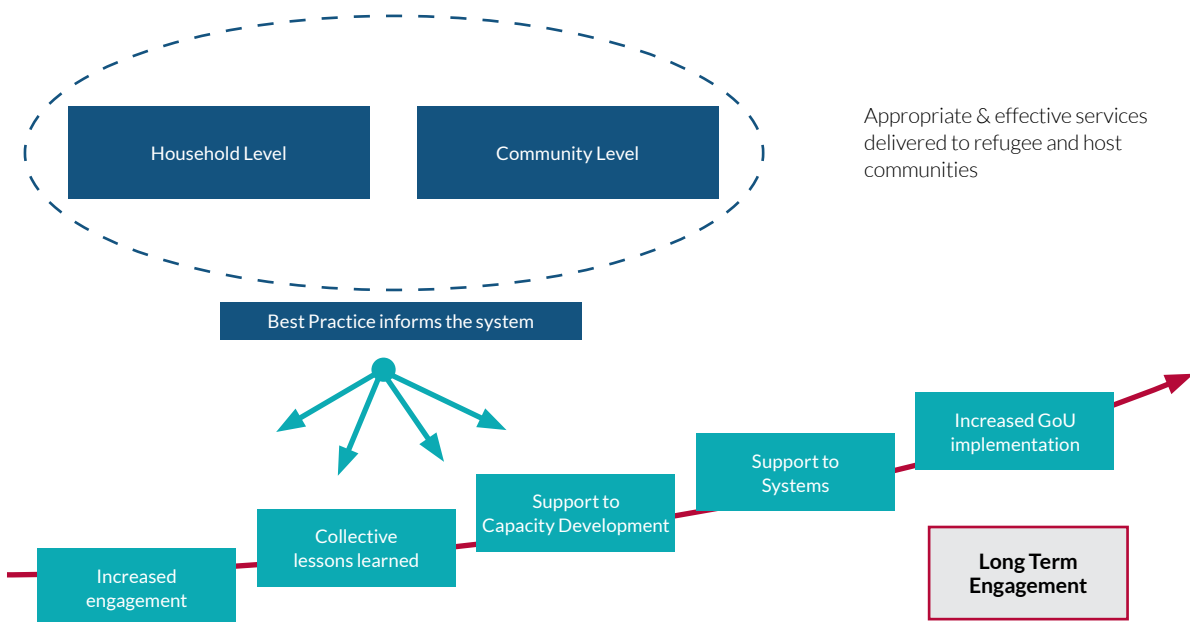 Household Level
Community Level
Appropriate & effective services
delivered to refugee and host
communities
Best Practice informs the system
Increased GoU
implementation
Support to
Systems
Support to
Capacity Development
Collective
lessons learned
Increased
engagement
Long Term
Engagement